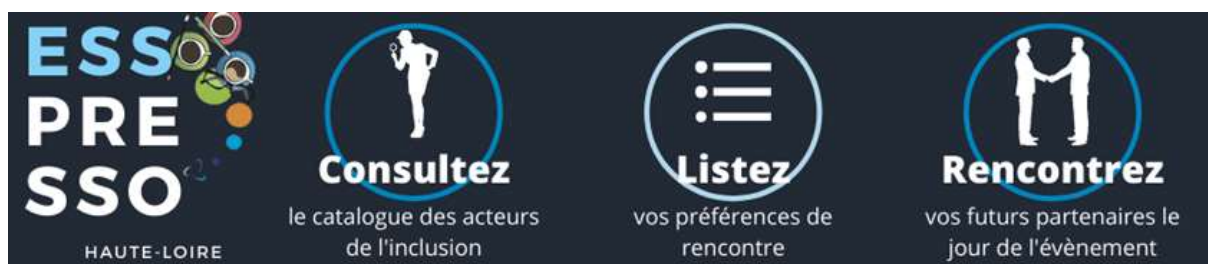 ESS
PRE
SSO
HAUTE-LOIRE
Consultez
le catalogue des acteurs
de l'inclusion
Listez
vos préférences de
rencontre
Rencontrez
vos futurs partenaires le
jour de l'évènement